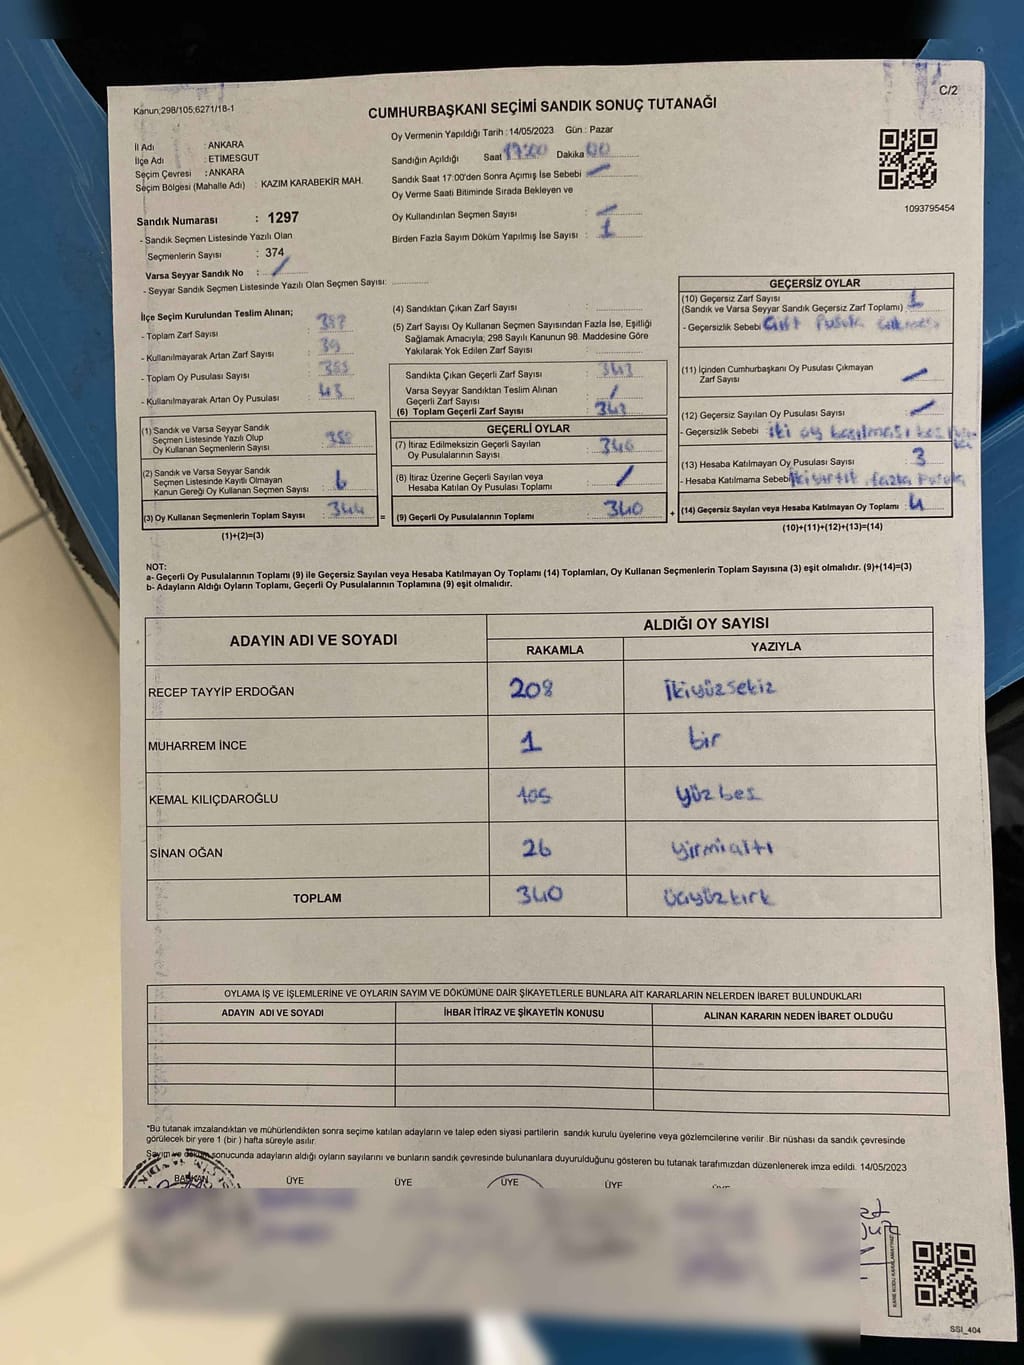 Kanun:298/105;6271/18-1
C/2
CUMHURBAŞKANI SEÇİMİ SANDIK SONUÇ TUTANAĞI
İl Adı : ANKARA
İlçe Adı : ETİMESGUT
Seçim Çevresi : ANKARA
Seçim Bölgesi (Mahalle Adı) : KAZIM KARABEKİR MAH.
Sandık Numarası : 1297
- Sandık Seçmen Listesinde Yazılı Olan
Seçmenlerin Sayısı : 374
Varsa Seyyar Sandık No : /
- Seyyar Sandık Seçmen Listesinde Yazılı Olan Seçmen Sayısı:
Oy Vermenin Yapıldığı Tarih : 14/05/2023 Gün : Pazar
Sandığın Açıldığı Saat Dakika 00
Sandık Saat 17:00'den Sonra Açımış İse Sebebi
Oy Verme Saati Bitiminde Sırada Bekleyen ve
Oy Kullandırılan Seçmen Sayısı :
Birden Fazla Sayım Döküm Yapılmış İse Sayısı : 1
1093795454
İlçe Seçim Kurulundan Teslim Alınan;
- Toplam Zarf Sayısı :
- Kullanılmayarak Artan Zarf Sayısı : 39
- Toplam Oy Pusulası Sayısı :
- Kullanılmayarak Artan Oy Pusulası : 43
(1) Sandık ve Varsa Seyyar Sandık
Seçmen Listesinde Yazılı Olup
Oy Kullanan Seçmenlerin Sayısı :
(2) Sandık ve Varsa Seyyar Sandık
Seçmen Listesinde Kayıtlı Olmayan
Kanun Gereği Oy Kullanan Seçmen Sayısı : 6
(3) Oy Kullanan Seçmenlerin Toplam Sayısı : 344
(1)+(2)=(3)
(4) Sandıktan Çıkan Zarf Sayısı :
(5) Zarf Sayısı Oy Kullanan Seçmen Sayısından Fazla İse, Eşitliği
Sağlamak Amacıyla; 298 Sayılı Kanunun 98. Maddesine Göre
Yakılarak Yok Edilen Zarf Sayısı :
Sandıkta Çıkan Geçerli Zarf Sayısı : 343
Varsa Seyyar Sandıktan Teslim Alınan
Geçerli Zarf Sayısı : /
(6) Toplam Geçerli Zarf Sayısı : 343
GEÇERLİ OYLAR
(7) İtiraz Edilmeksizin Geçerli Sayılan
Oy Pusulalarının Sayısı : 340
(8) İtiraz Üzerine Geçerli Sayılan veya
Hesaba Katılan Oy Pusulası Toplamı : /
(9) Geçerli Oy Pusulalarının Toplamı : 340
GEÇERSİZ OYLAR
(10) Geçersiz Zarf Sayısı
(Sandık ve Varsa Seyyar Sandık Geçersiz Zarf Toplamı) : 1
- Geçersizlik Sebebi Çift Pusula
(11) İçinden Cumhurbaşkanı Oy Pusulası Çıkmayan
Zarf Sayısı :
(12) Geçersiz Sayılan Oy Pusulası Sayısı :
- Geçersizlik Sebebi : iki oy basılması
(13) Hesaba Katılmayan Oy Pusulası Sayısı : 3
- Hesaba Katılmama Sebebi fazla Pusula
(14) Geçersiz Sayılan veya Hesaba Katılmayan Oy Toplamı : 4
(10)+(11)+(12)+(13)=(14)
NOT:
a- Geçerli Oy Pusulalarının Toplamı (9) ile Geçersiz Sayılan veya Hesaba Katılmayan Oy Toplamı (14) Toplamları, Oy Kullanan Seçmenlerin Toplam Sayısına (3) eşit olmalıdır. (9)+(14)=(3)
b- Adayların Aldığı Oyların Toplamı, Geçerli Oy Pusulalarının Toplamına (9) eşit olmalıdır.
ADAYIN ADI VE SOYADI
ALDIĞI OY SAYISI
RAKAMLA YAZIYLA
RECEP TAYYİP ERDOĞAN 208 ikiyüzsekiz
MUHARREM İNCE 1 bir
KEMAL KILIÇDAROĞLU 105 yüzbeş
SİNAN OĞAN 26 yirmialtı
TOPLAM 340 üçyüzkırk
OYLAMA İŞ VE İŞLEMLERİNE VE OYLARIN SAYIM VE DÖKÜMÜNE DAİR ŞİKAYETLERLE BUNLARA AİT KARARLARIN NELERDEN İBARET BULUNDUKLARI
ADAYIN ADI VE SOYADI İHBAR İTİRAZ VE ŞİKAYETİN KONUSU ALINAN KARARIN NEDEN İBARET OLDUĞU
*Bu tutanak imzalandıktan ve mühürlendikten sonra seçime katılan adayların ve talep eden siyasi partilerin sandık kurulu üyelerine veya gözlemcilerine verilir. Bir nüshası da sandık çevresinde
görülecek bir yere 1 (bir) hafta süreyle asılır.
Sayım ve döküm sonucunda adayların aldığı oyların sayılarını ve bunların sandık çevresinde bulunanlara duyurulduğunu gösteren bu tutanak tarafımızdan düzenlenerek imza edildi. 14/05/2023
BAŞKAN ÜYE ÜYE ÜYE ÜYE
SSI_404